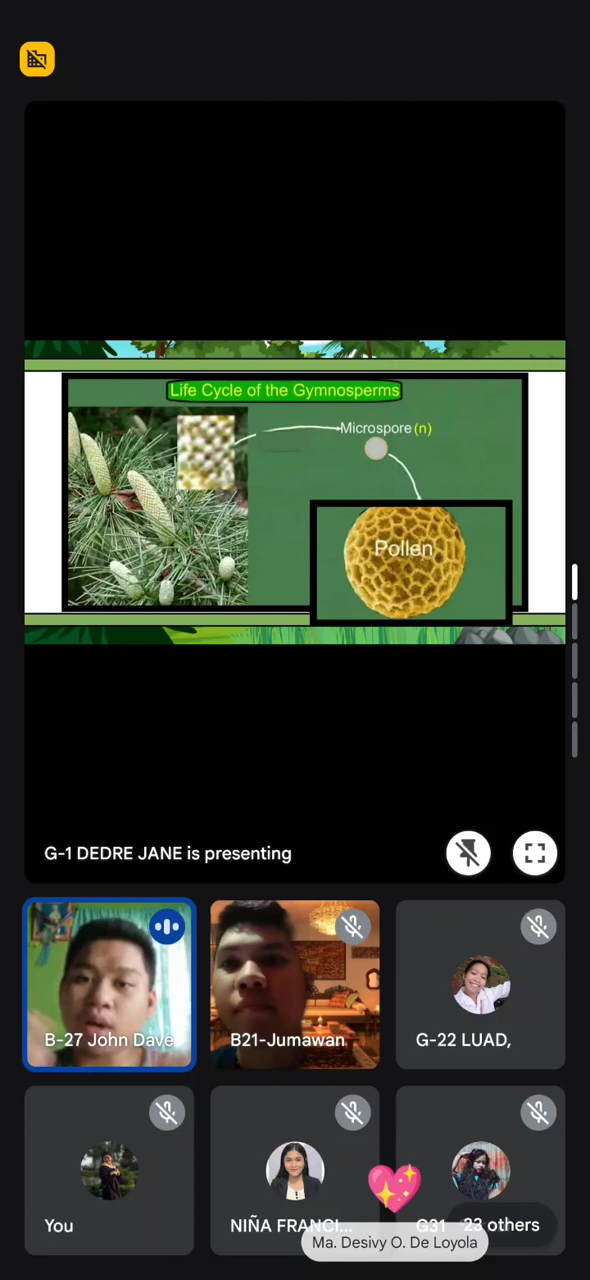 Life Cycle of the Gymnosperms
Microspore (n)
Pollen
G-1 DEDRE JANE is presenting
B-27 John Dave
B21-Jumawan
G-22 LUAD,
You
NIÑA FRANCI...
G31
23 others
Ma. Desivy O. De Loyola